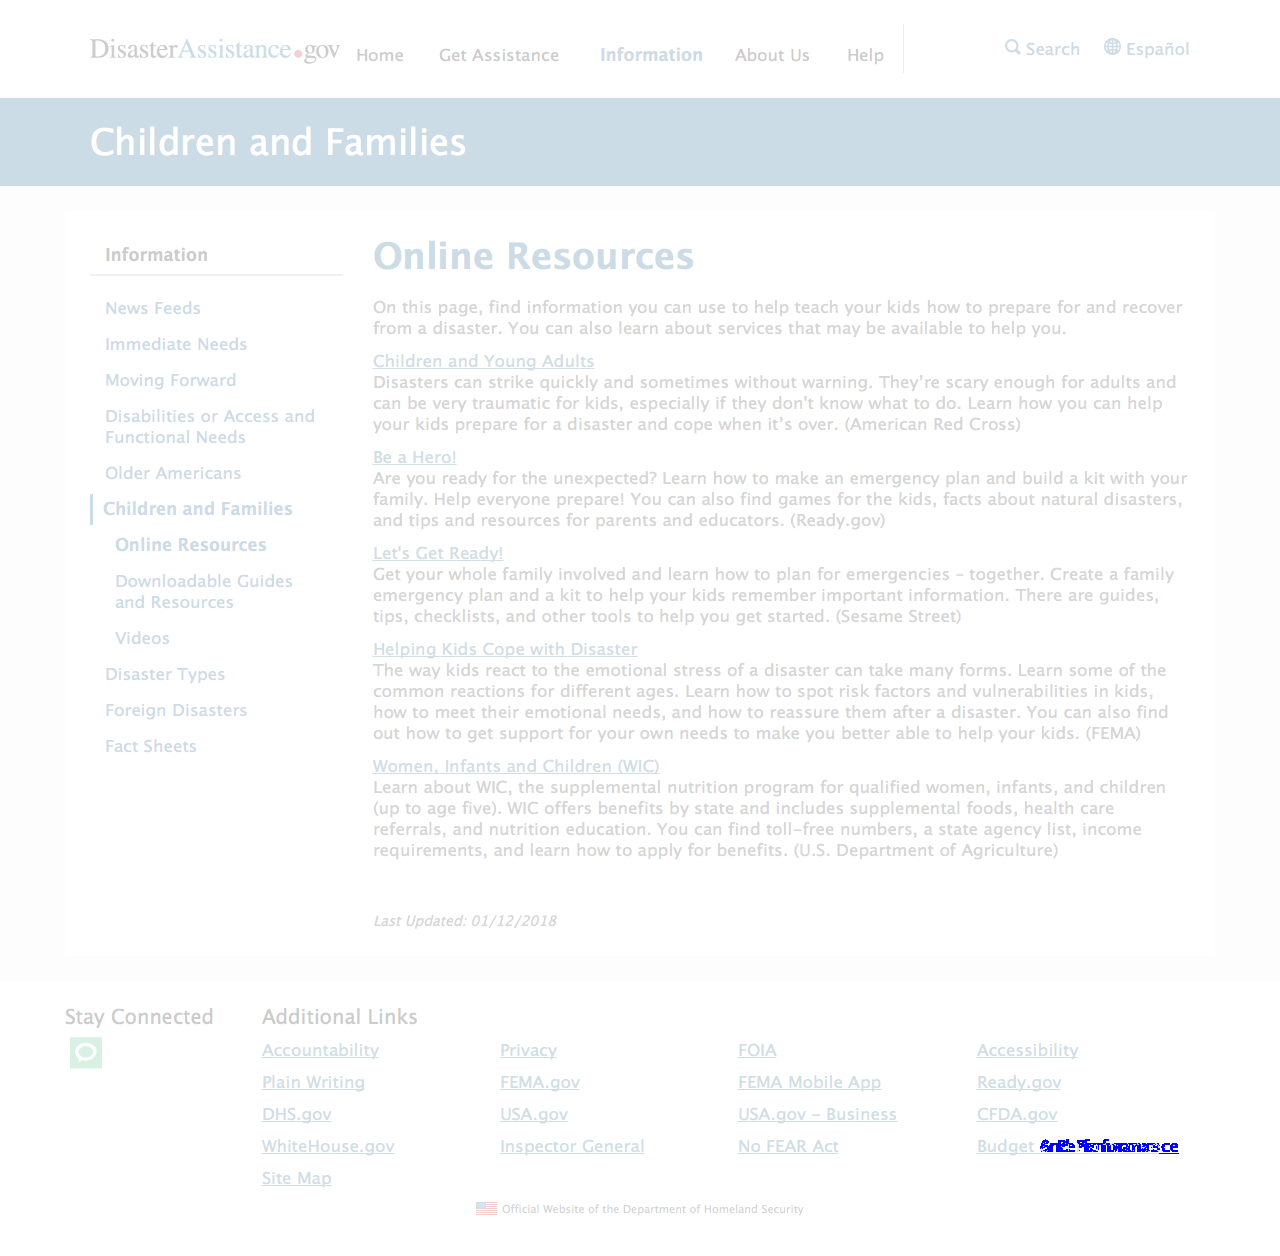 DisasterAssistance.gov Home Get Assistance Information About Us Help Search Español
Children and Families
Information
News Feeds
Immediate Needs
Moving Forward
Disabilities or Access and
Functional Needs
Older Americans
Children and Families
Online Resources
Downloadable Guides
and Resources
Videos
Disaster Types
Foreign Disasters
Fact Sheets
Online Resources
On this page, find information you can use to help teach your kids how to prepare for and recover
from a disaster. You can also learn about services that may be available to help you.
Children and Young Adults
Disasters can strike quickly and sometimes without warning. They’re scary enough for adults and
can be very traumatic for kids, especially if they don't know what to do. Learn how you can help
your kids prepare for a disaster and cope when it’s over. (American Red Cross)
Be a Hero!
Are you ready for the unexpected? Learn how to make an emergency plan and build a kit with your
family. Help everyone prepare! You can also find games for the kids, facts about natural disasters,
and tips and resources for parents and educators. (Ready.gov)
Let's Get Ready!
Get your whole family involved and learn how to plan for emergencies – together. Create a family
emergency plan and a kit to help your kids remember important information. There are guides,
tips, checklists, and other tools to help you get started. (Sesame Street)
Helping Kids Cope with Disaster
The way kids react to the emotional stress of a disaster can take many forms. Learn some of the
common reactions for different ages. Learn how to spot risk factors and vulnerabilities in kids,
how to meet their emotional needs, and how to reassure them after a disaster. You can also find
out how to get support for your own needs to make you better able to help your kids. (FEMA)
Women, Infants and Children (WIC)
Learn about WIC, the supplemental nutrition program for qualified women, infants, and children
(up to age five). WIC offers benefits by state and includes supplemental foods, health care
referrals, and nutrition education. You can find toll-free numbers, a state agency list, income
requirements, and learn how to apply for benefits. (U.S. Department of Agriculture)
Last Updated: 01/12/2018
Stay Connected
Additional Links
Accountability Privacy FOIA Accessibility
Plain Writing FEMA.gov FEMA Mobile App Ready.gov
DHS.gov USA.gov USA.gov - Business CFDA.gov
WhiteHouse.gov Inspector General No FEAR Act Budget
Site Map
Official Website of the Department of Homeland Security